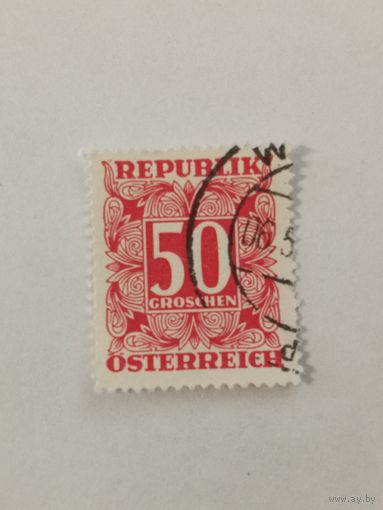 REPUBLIK
50
GROSCHEN
ÖSTERREICH
www.ay.by